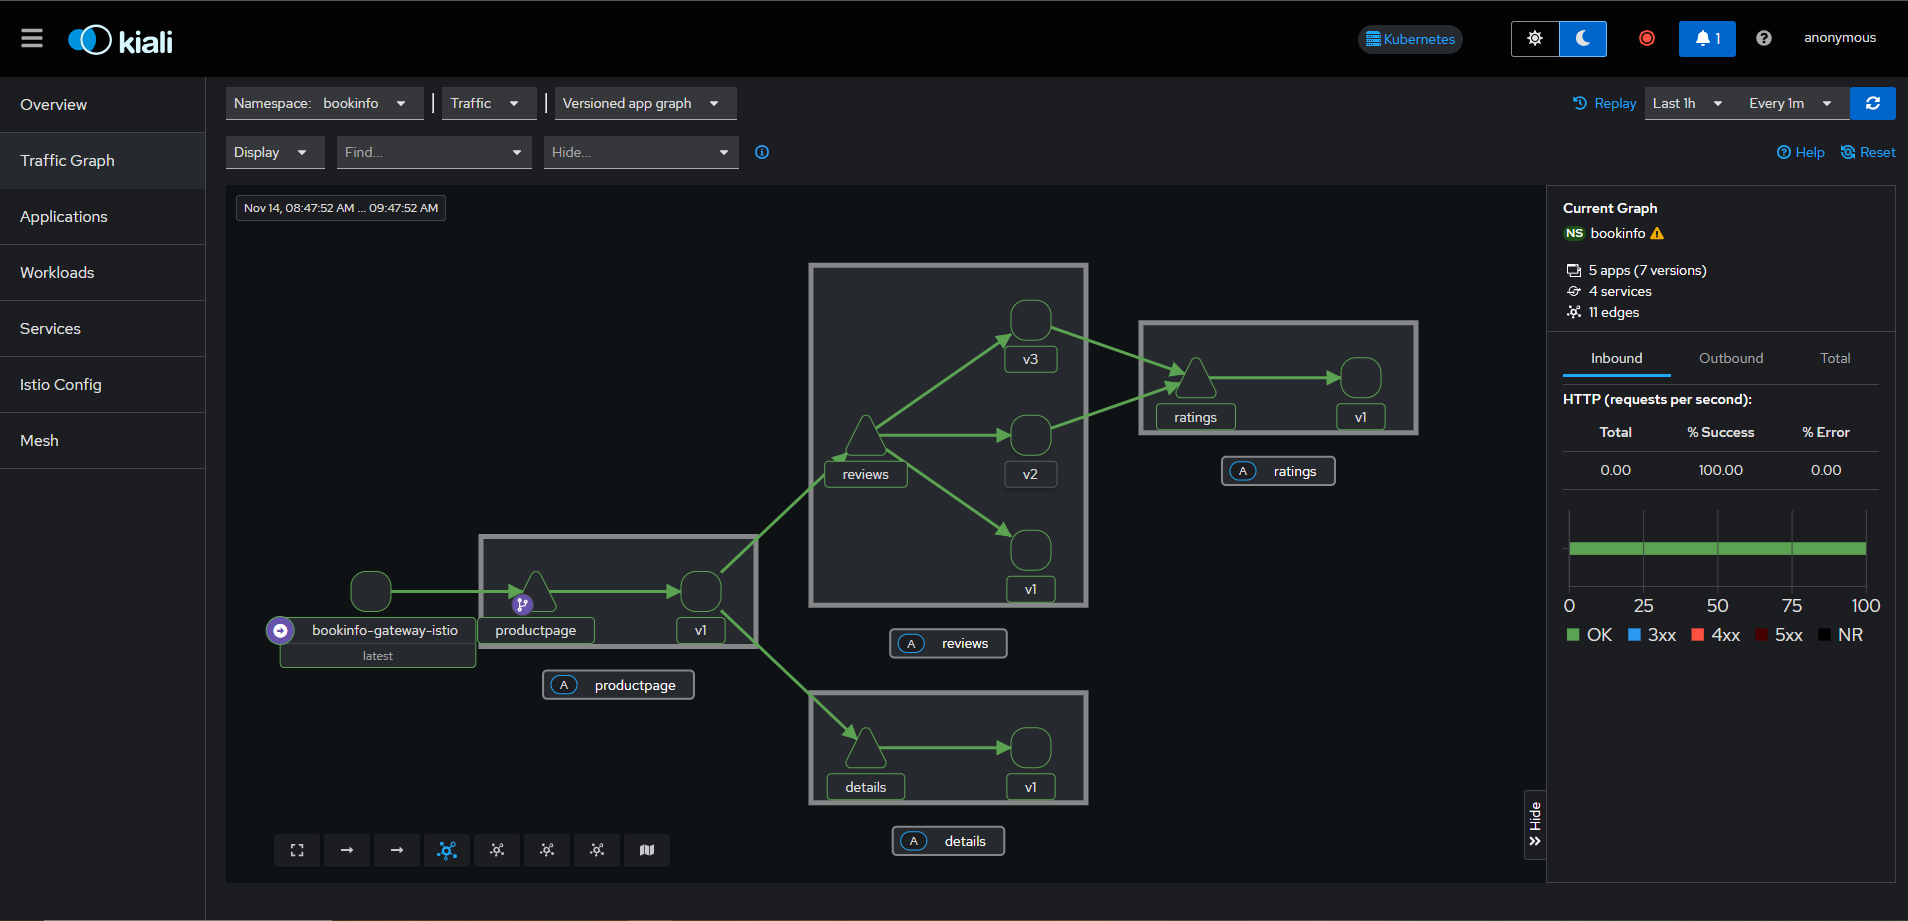 kiali
Kubernetes
1
anonymous
Overview
Traffic Graph
Applications
Workloads
Services
Istio Config
Mesh
Namespace: bookinfo
Traffic
Versioned app graph
Replay
Last 1h
Every 1m
Display
Find...
Hide...
Help
Reset
Nov 14, 08:47:52 AM ... 09:47:52 AM
v3
reviews
v2
v1
A reviews
ratings
v1
A ratings
bookinfo-gateway-istio
latest
productpage
v1
A productpage
details
v1
A details
Hide
Current Graph
NS bookinfo
5 apps (7 versions)
4 services
11 edges
Inbound
Outbound
Total
HTTP (requests per second):
Total % Success % Error
0.00 100.00 0.00
0 25 50 75 100
OK 3xx 4xx 5xx NR